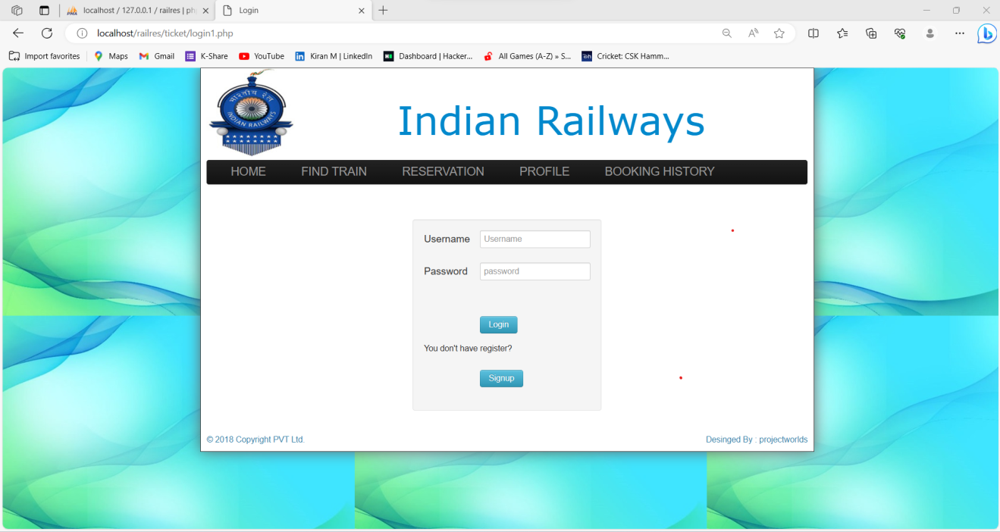 localhost / 127.0.0.1 / railres | ph
Login
localhost/railres/ticket/login1.php
Import favorites Maps Gmail K-Share YouTube Kiran M | LinkedIn Dashboard | Hacker... All Games (A-Z) » S... Cricket: CSK Hamm...
भारतीय रेल
INDIAN RAILWAYS
Indian Railways
HOME FIND TRAIN RESERVATION PROFILE BOOKING HISTORY
Username Username
Password password
Login
You don't have register?
Signup
© 2018 Copyright PVT Ltd. Desinged By : projectworlds